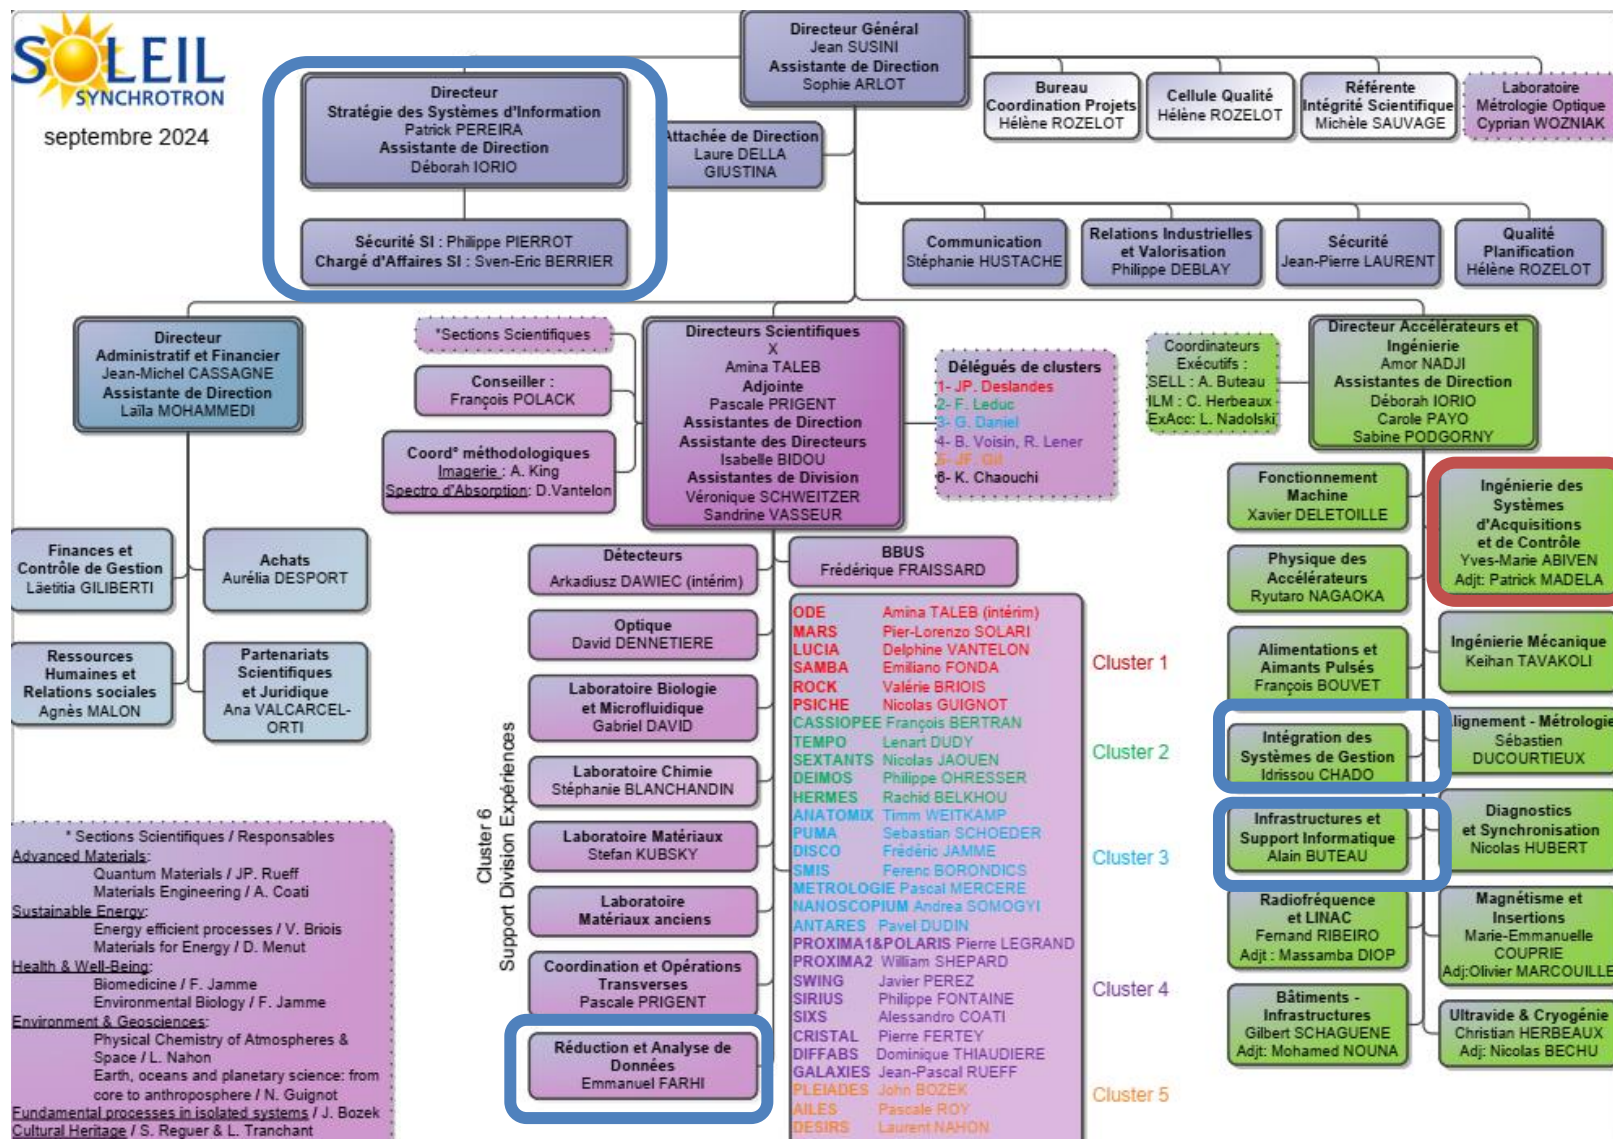 SOLEIL
SYNCHROTRON
septembre 2024
Directeur Général
Jean SUSINI
Assistante de Direction
Sophie ARLOT
Directeur
Stratégie des Systèmes d'Information
Patrick PEREIRA
Assistante de Direction
Déborah IORIO
Sécurité SI : Philippe PIERROT
Chargé d'Affaires SI : Sven-Eric BERRIER
Attachée de Direction
Laure DELLA
GIUSTINA
Bureau
Coordination Projets
Hélène ROZELOT
Cellule Qualité
Hélène ROZELOT
Référente
Intégrité Scientifique
Michèle SAUVAGE
Laboratoire
Métrologie Optique
Cyprian WOZNIAK
Communication
Stéphanie HUSTACHE
Relations Industrielles
et Valorisation
Philippe DEBLAY
Sécurité
Jean-Pierre LAURENT
Qualité
Planification
Hélène ROZELOT
Directeur
Administratif et Financier
Jean-Michel CASSAGNE
Assistante de Direction
Laïla MOHAMMEDI
Finances et
Contrôle de Gestion
Läetitia GILIBERTI
Achats
Aurélia DESPORT
Ressources
Humaines et
Relations sociales
Agnès MALON
Partenariats
Scientifiques
et Juridique
Ana VALCARCEL-
ORTI
*Sections Scientifiques
Conseiller :
François POLACK
Coord° méthodologiques
Imagerie : A. King
Spectro d'Absorption: D.Vantelon
Directeurs Scientifiques
X
Amina TALEB
Adjointe
Pascale PRIGENT
Assistantes de Direction
Assistante des Directeurs
Isabelle BIDOU
Assistantes de Division
Véronique SCHWEITZER
Sandrine VASSEUR
Délégués de clusters
1- JP. Deslandes
2- F. Leduc
3- G. Daniel
4- B. Voisin, R. Lener
5- JF. Gil
6- K. Chaouchi
Cluster 6
Support Division Expériences
Détecteurs
Arkadiusz DAWIEC (intérim)
Optique
David DENNETIERE
Laboratoire Biologie
et Microfluidique
Gabriel DAVID
Laboratoire Chimie
Stéphanie BLANCHANDIN
Laboratoire Matériaux
Stefan KUBSKY
Laboratoire
Matériaux anciens
Coordination et Opérations
Transverses
Pascale PRIGENT
Réduction et Analyse de
Données
Emmanuel FARHI
BBUS
Frédérique FRAISSARD
ODE Amina TALEB (intérim)
MARS Pier-Lorenzo SOLARI
LUCIA Delphine VANTELON
SAMBA Emiliano FONDA
ROCK Valérie BRIOIS
PSICHE Nicolas GUIGNOT
Cluster 1
CASSIOPEE François BERTRAN
TEMPO Lenart DUDY
SEXTANTS Nicolas JAOUEN
DEIMOS Philippe OHRESSER
HERMES Rachid BELKHOU
Cluster 2
ANATOMIX Timm WEITKAMP
PUMA Sebastian SCHOEDER
DISCO Frédéric JAMME
SMIS Ferenc BORONDICS
METROLOGIE Pascal MERCERE
NANOSCOPIUM Andrea SOMOGYI
ANTARES Pavel DUDIN
Cluster 3
PROXIMA1&POLARIS Pierre LEGRAND
PROXIMA2 William SHEPARD
SWING Javier PEREZ
SIRIUS Philippe FONTAINE
SIXS Alessandro COATI
CRISTAL Pierre FERTEY
DIFFABS Dominique THIAUDIERE
GALAXIES Jean-Pascal RUEFF
Cluster 4
PLEIADES John BOZEK
AILES Pascale ROY
DESIRS Laurent NAHON
Cluster 5
Coordinateurs
Exécutifs :
SELL : A. Buteau
ILM : C. Herbeaux
ExAcc: L. Nadolski
Directeur Accélérateurs et
Ingénierie
Amor NADJI
Assistantes de Direction
Déborah IORIO
Carole PAYO
Sabine PODGORNY
Fonctionnement
Machine
Xavier DELETOILLE
Ingénierie des
Systèmes
d'Acquisitions
et de Contrôle
Yves-Marie ABIVEN
Adjt: Patrick MADELA
Physique des
Accélérateurs
Ryutaro NAGAOKA
Ingénierie Mécanique
Keihan TAVAKOLI
Alimentations et
Aimants Pulsés
François BOUVET
Alignement - Métrologie
Sébastien
DUCOURTIEUX
Intégration des
Systèmes de Gestion
Idrissou CHADO
Diagnostics
et Synchronisation
Nicolas HUBERT
Infrastructures et
Support Informatique
Alain BUTEAU
Magnétisme et
Insertions
Marie-Emmanuelle
COUPRIE
Adj:Olivier MARCOUILLE
Radiofréquence
et LINAC
Fernand RIBEIRO
Adjt : Massamba DIOP
Ultravide & Cryogénie
Christian HERBEAUX
Adj: Nicolas BECHU
Bâtiments -
Infrastructures
Gilbert SCHAGUENE
Adjt: Mohamed NOUNA
* Sections Scientifiques / Responsables
Advanced Materials:
Quantum Materials / JP. Rueff
Materials Engineering / A. Coati
Sustainable Energy:
Energy efficient processes / V. Briois
Materials for Energy / D. Menut
Health & Well-Being:
Biomedicine / F. Jamme
Environmental Biology / F. Jamme
Environment & Geosciences:
Physical Chemistry of Atmospheres &
Space / L. Nahon
Earth, oceans and planetary science: from
core to anthroposphere / N. Guignot
Fundamental processes in isolated systems / J. Bozek
Cultural Heritage / S. Reguer & L. Tranchant